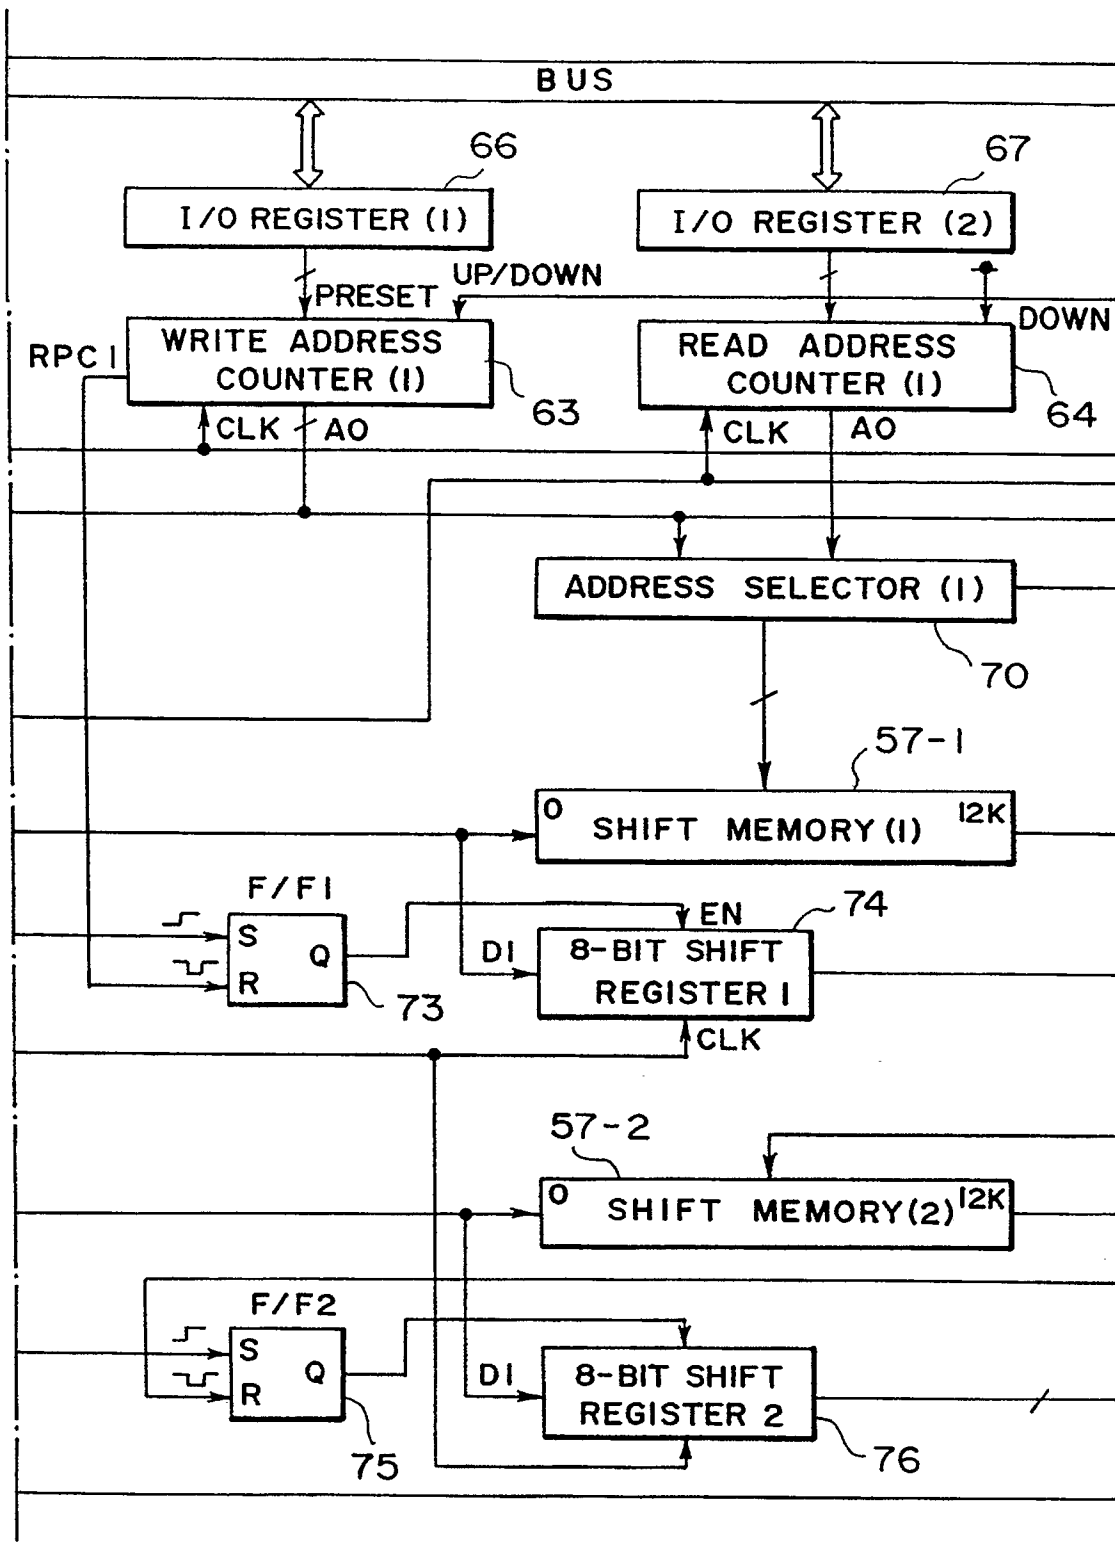 BUS
66
67
I/O REGISTER (1)
I/O REGISTER (2)
UP/DOWN
PRESET
DOWN
RPC1
WRITE ADDRESS
COUNTER (1)
READ ADDRESS
COUNTER (1)
63
64
CLK
AO
CLK
AO
ADDRESS SELECTOR (1)
70
57-1
0
SHIFT MEMORY (1)
12K
F/F1
S
Q
R
73
EN
74
DI
8-BIT SHIFT
REGISTER 1
CLK
57-2
0
SHIFT MEMORY (2)
12K
F/F2
S
Q
R
75
DI
8-BIT SHIFT
REGISTER 2
76